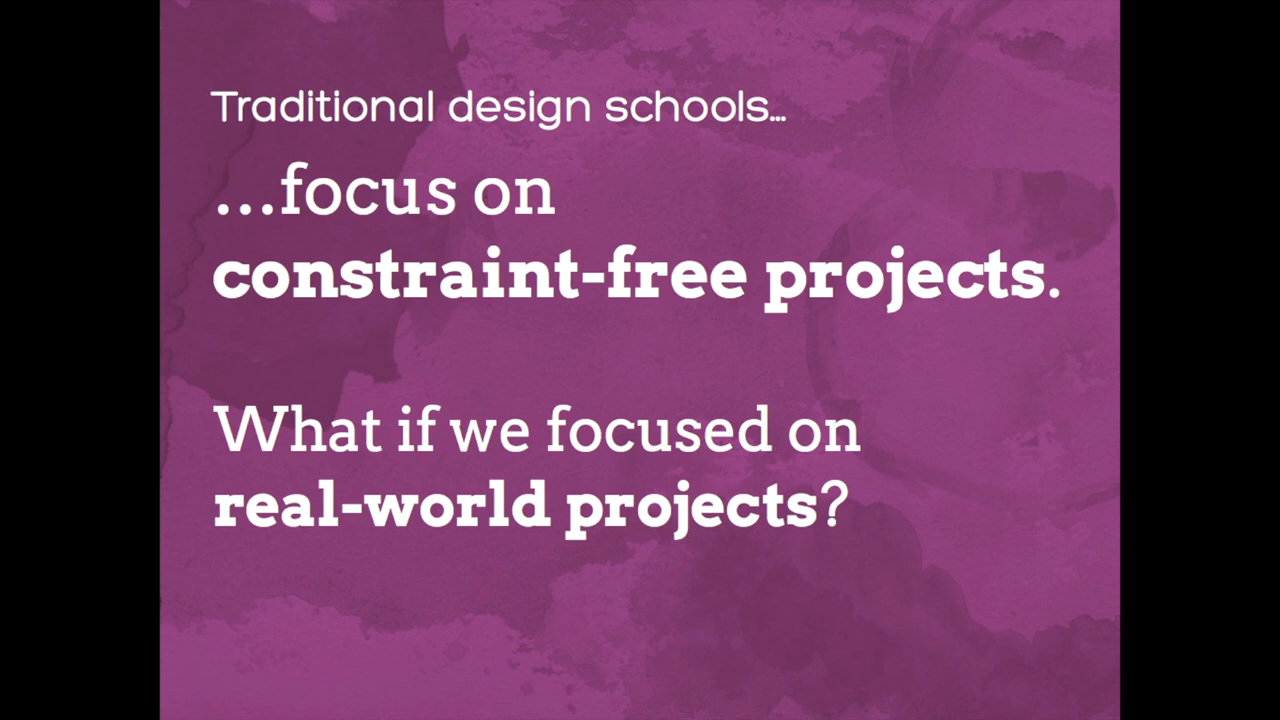 Traditional design schools...
...focus on
constraint-free projects.
What if we focused on
real-world projects?